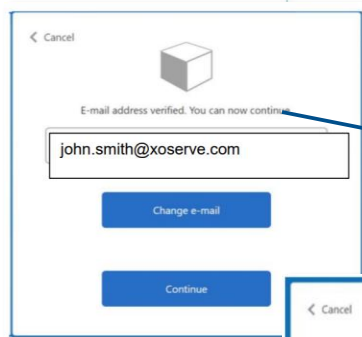 Cancel
E-mail address verified. You can now continue.
john.smith@xoserve.com
Change e-mail
Continue
Cancel